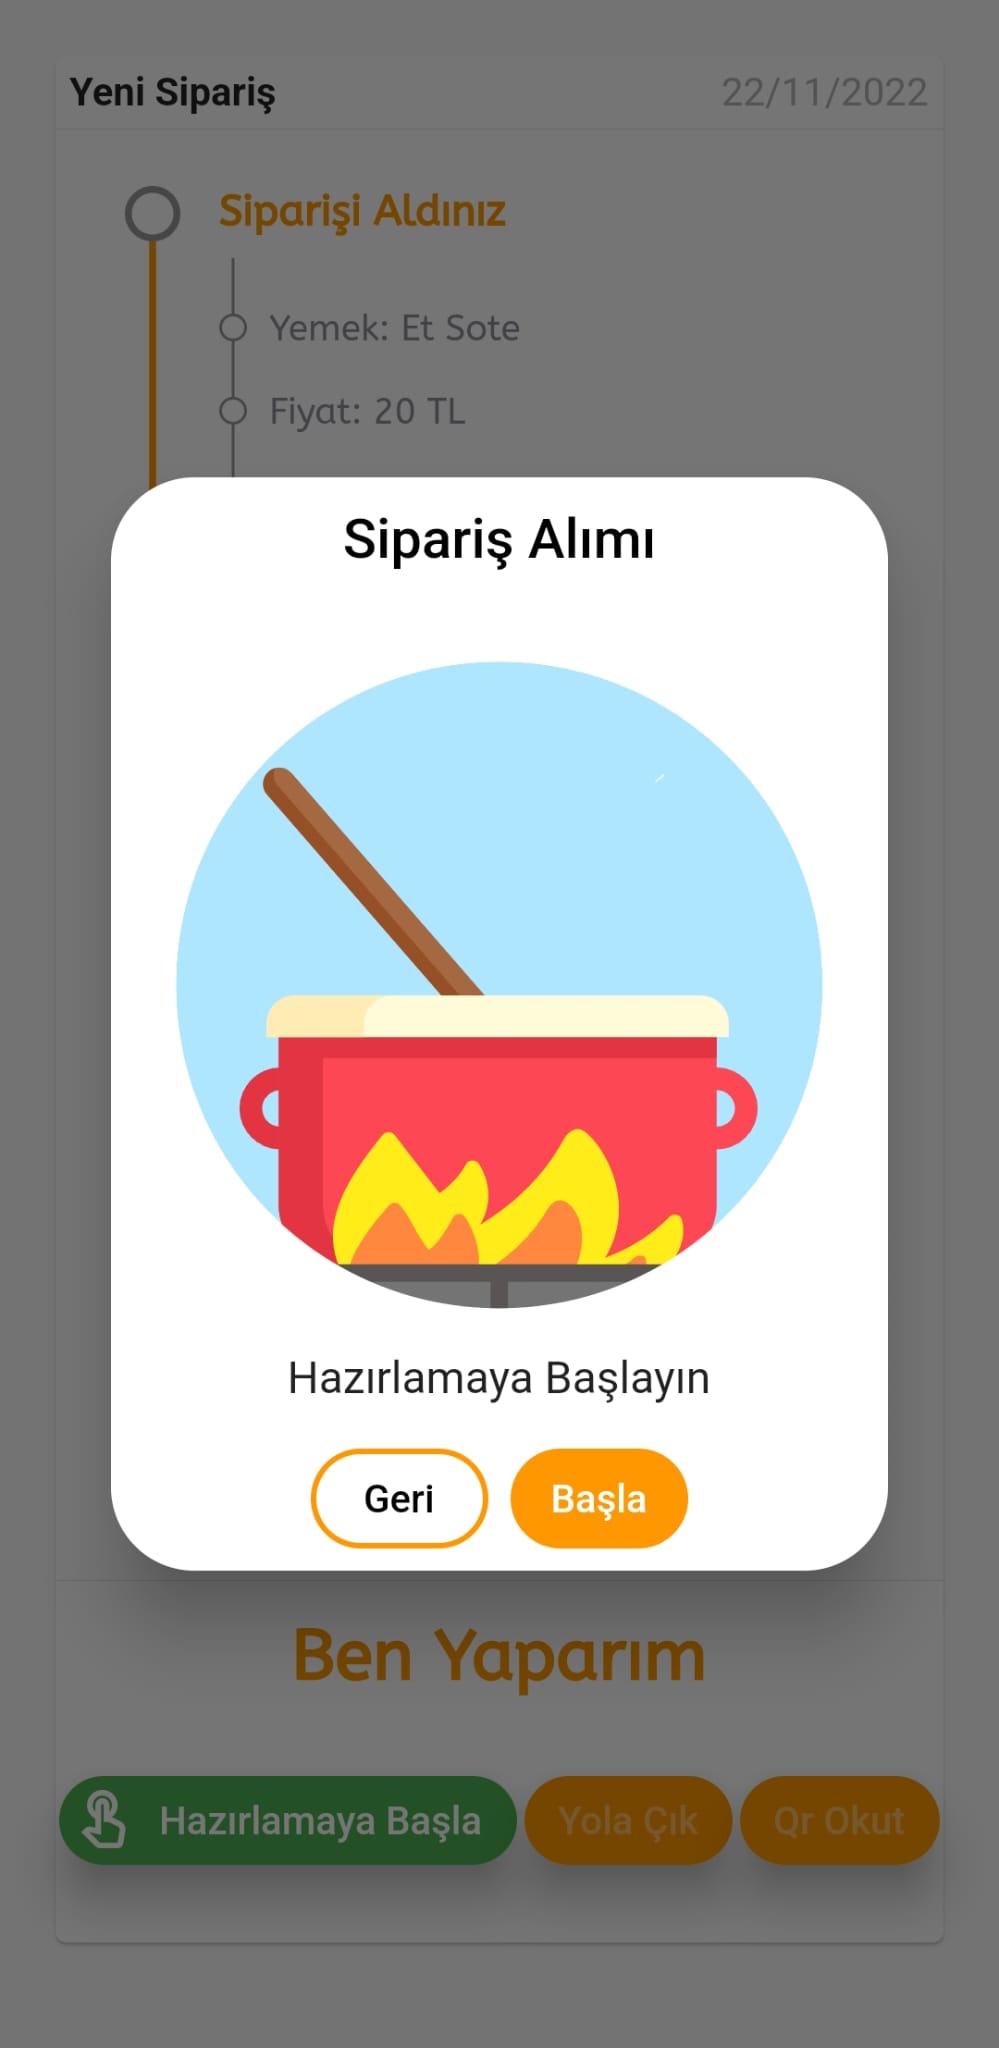 Yeni Sipariş 22/11/2022
Siparişi Aldınız
Yemek: Et Sote
Fiyat: 20 TL
Sipariş Alımı
Hazırlamaya Başlayın
Geri Başla
Ben Yaparım
Hazırlamaya Başla Yola Çık Qr Okut